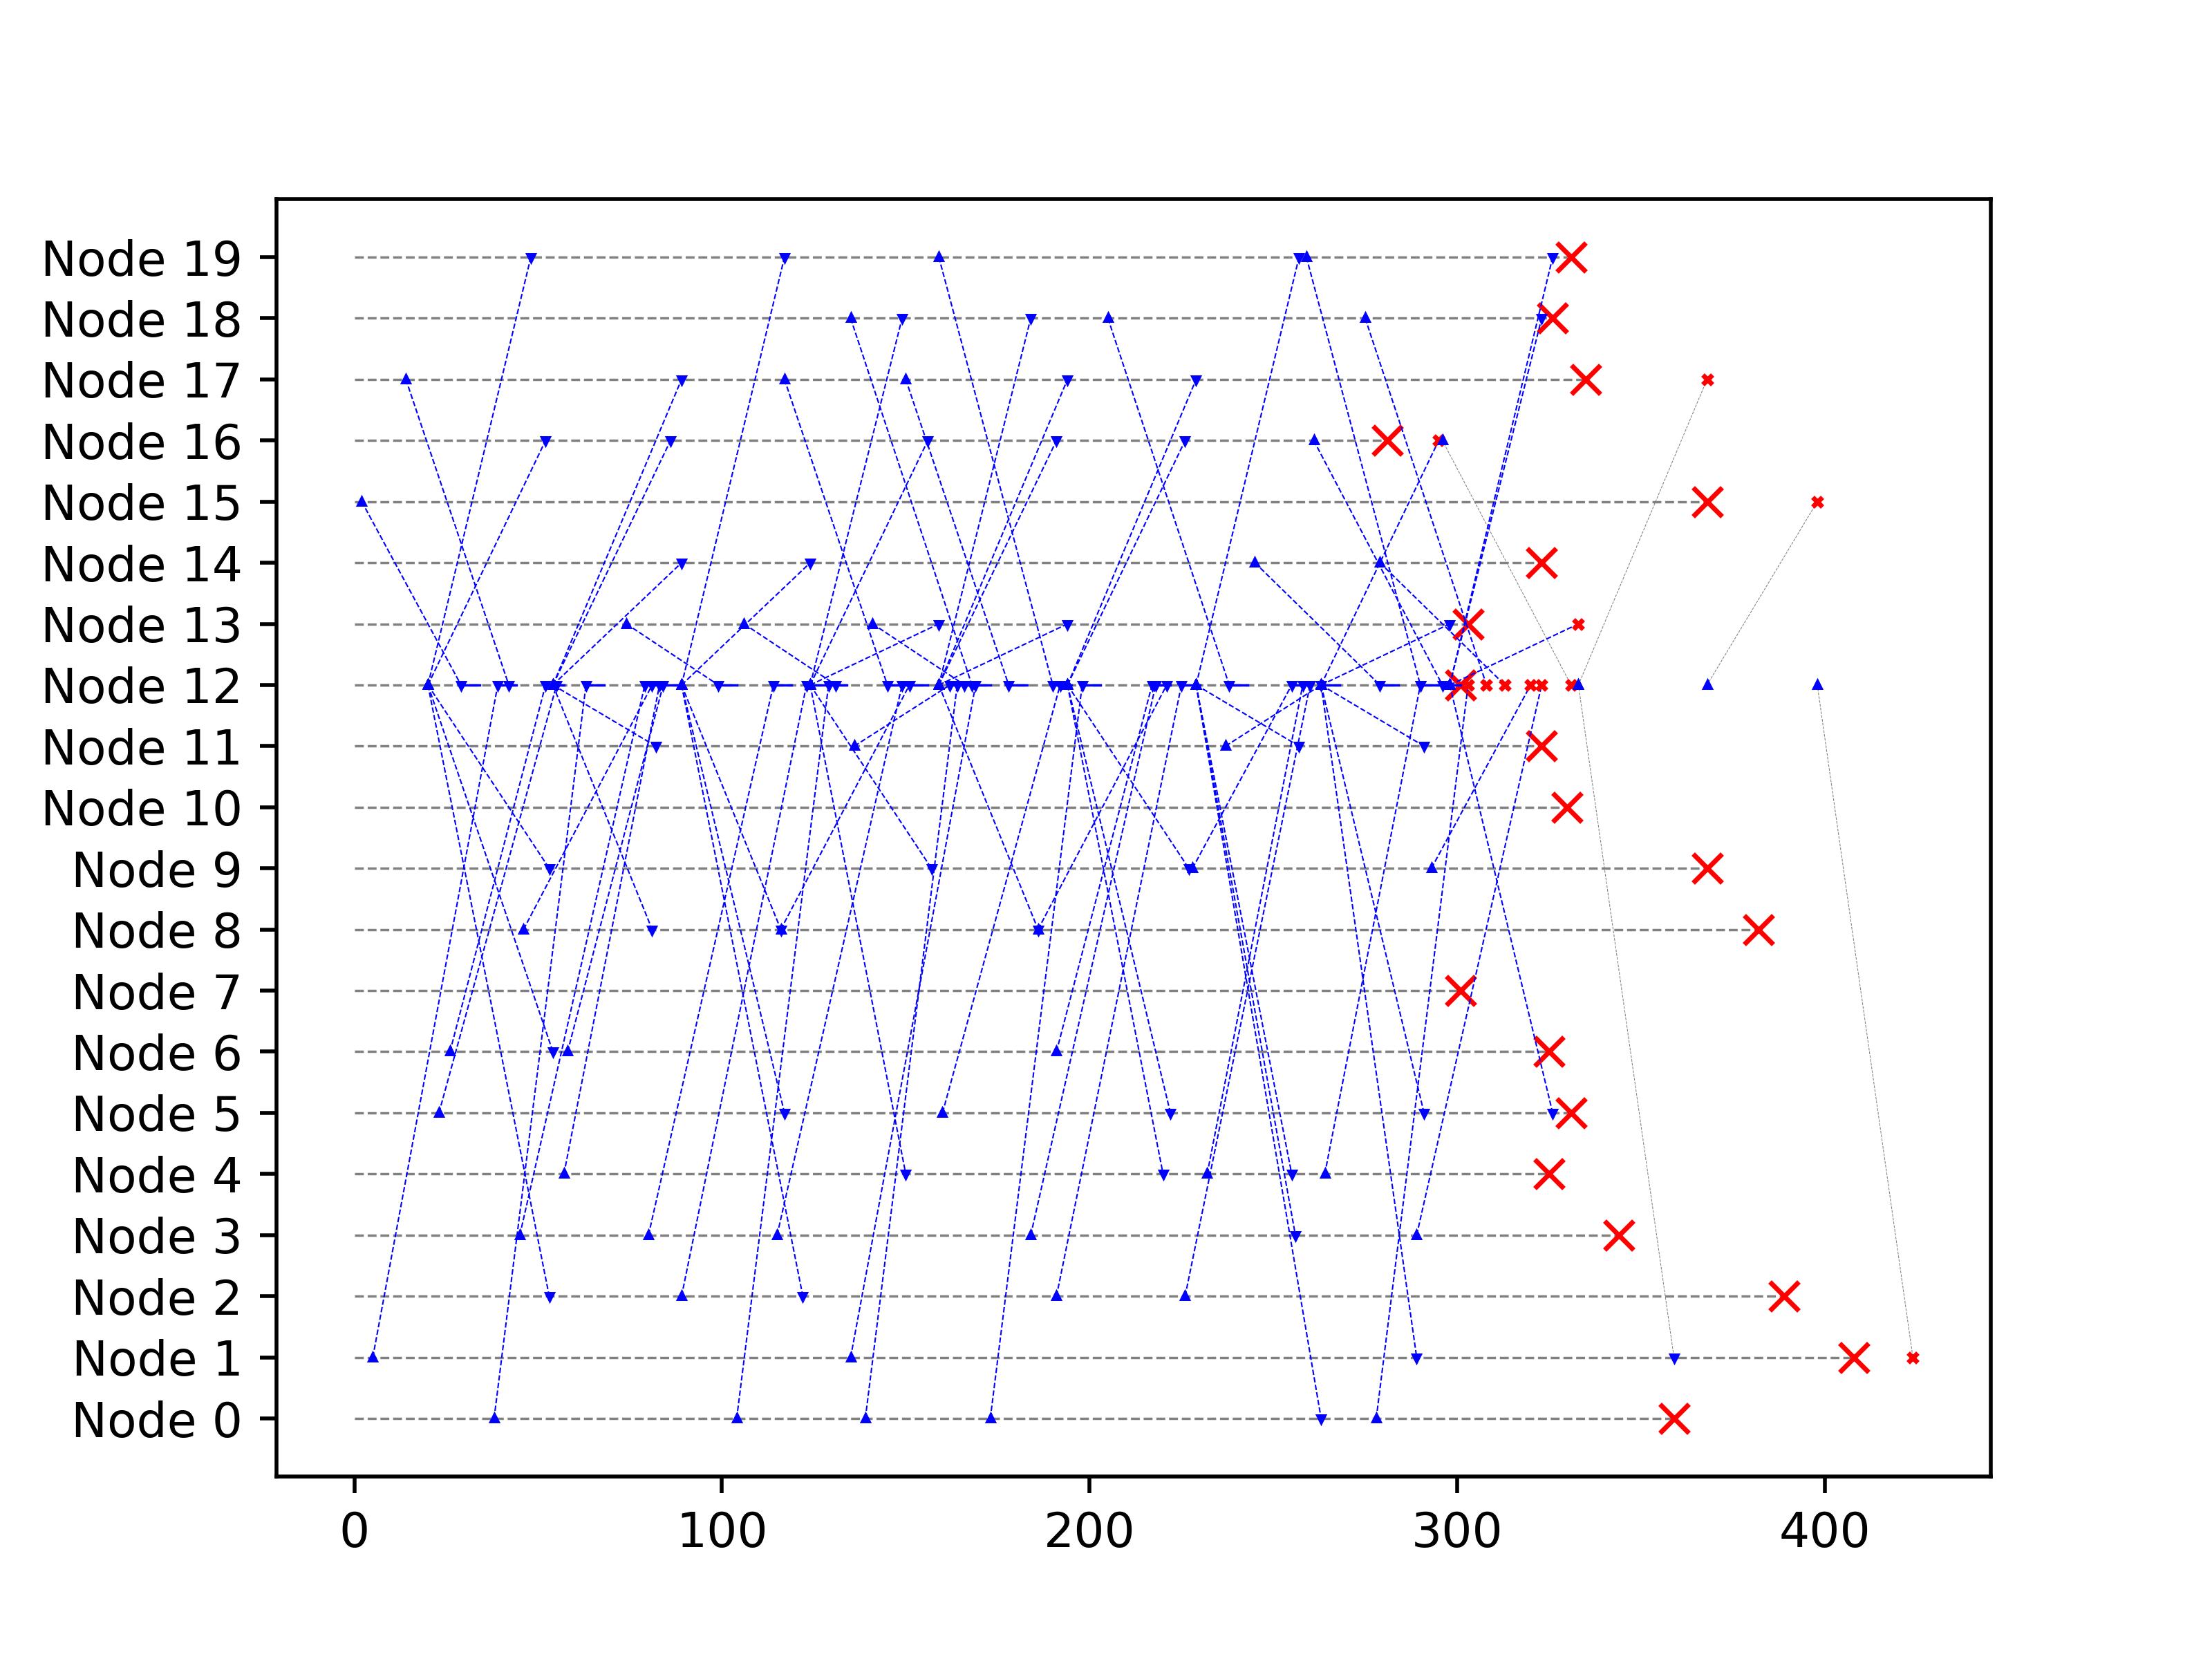 Node 19
Node 18
Node 17
Node 16
Node 15
Node 14
Node 13
Node 12
Node 11
Node 10
Node 9
Node 8
Node 7
Node 6
Node 5
Node 4
Node 3
Node 2
Node 1
Node 0
0 100 200 300 400